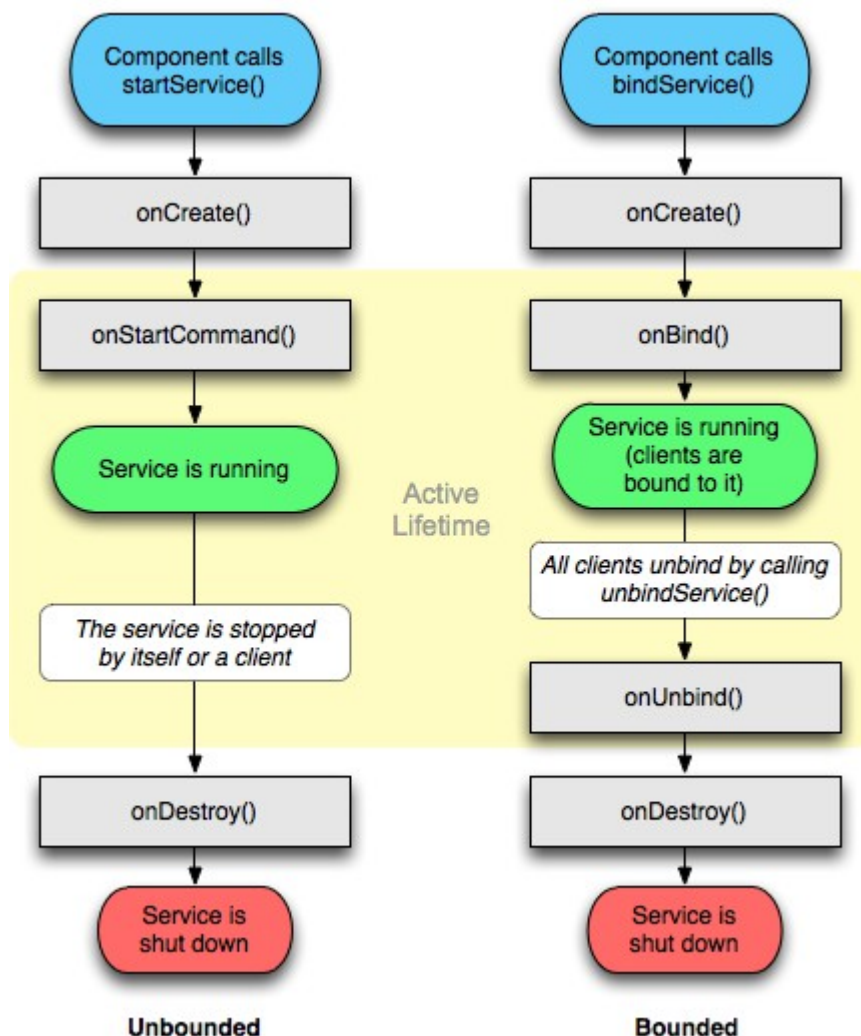 Component calls
startService()
onCreate()
onStartCommand()
Service is running
The service is stopped
by itself or a client
onDestroy()
Service is
shut down
Unbounded
Active
Lifetime
Component calls
bindService()
onCreate()
onBind()
Service is running
(clients are
bound to it)
All clients unbind by calling
unbindService()
onUnbind()
onDestroy()
Service is
shut down
Bounded